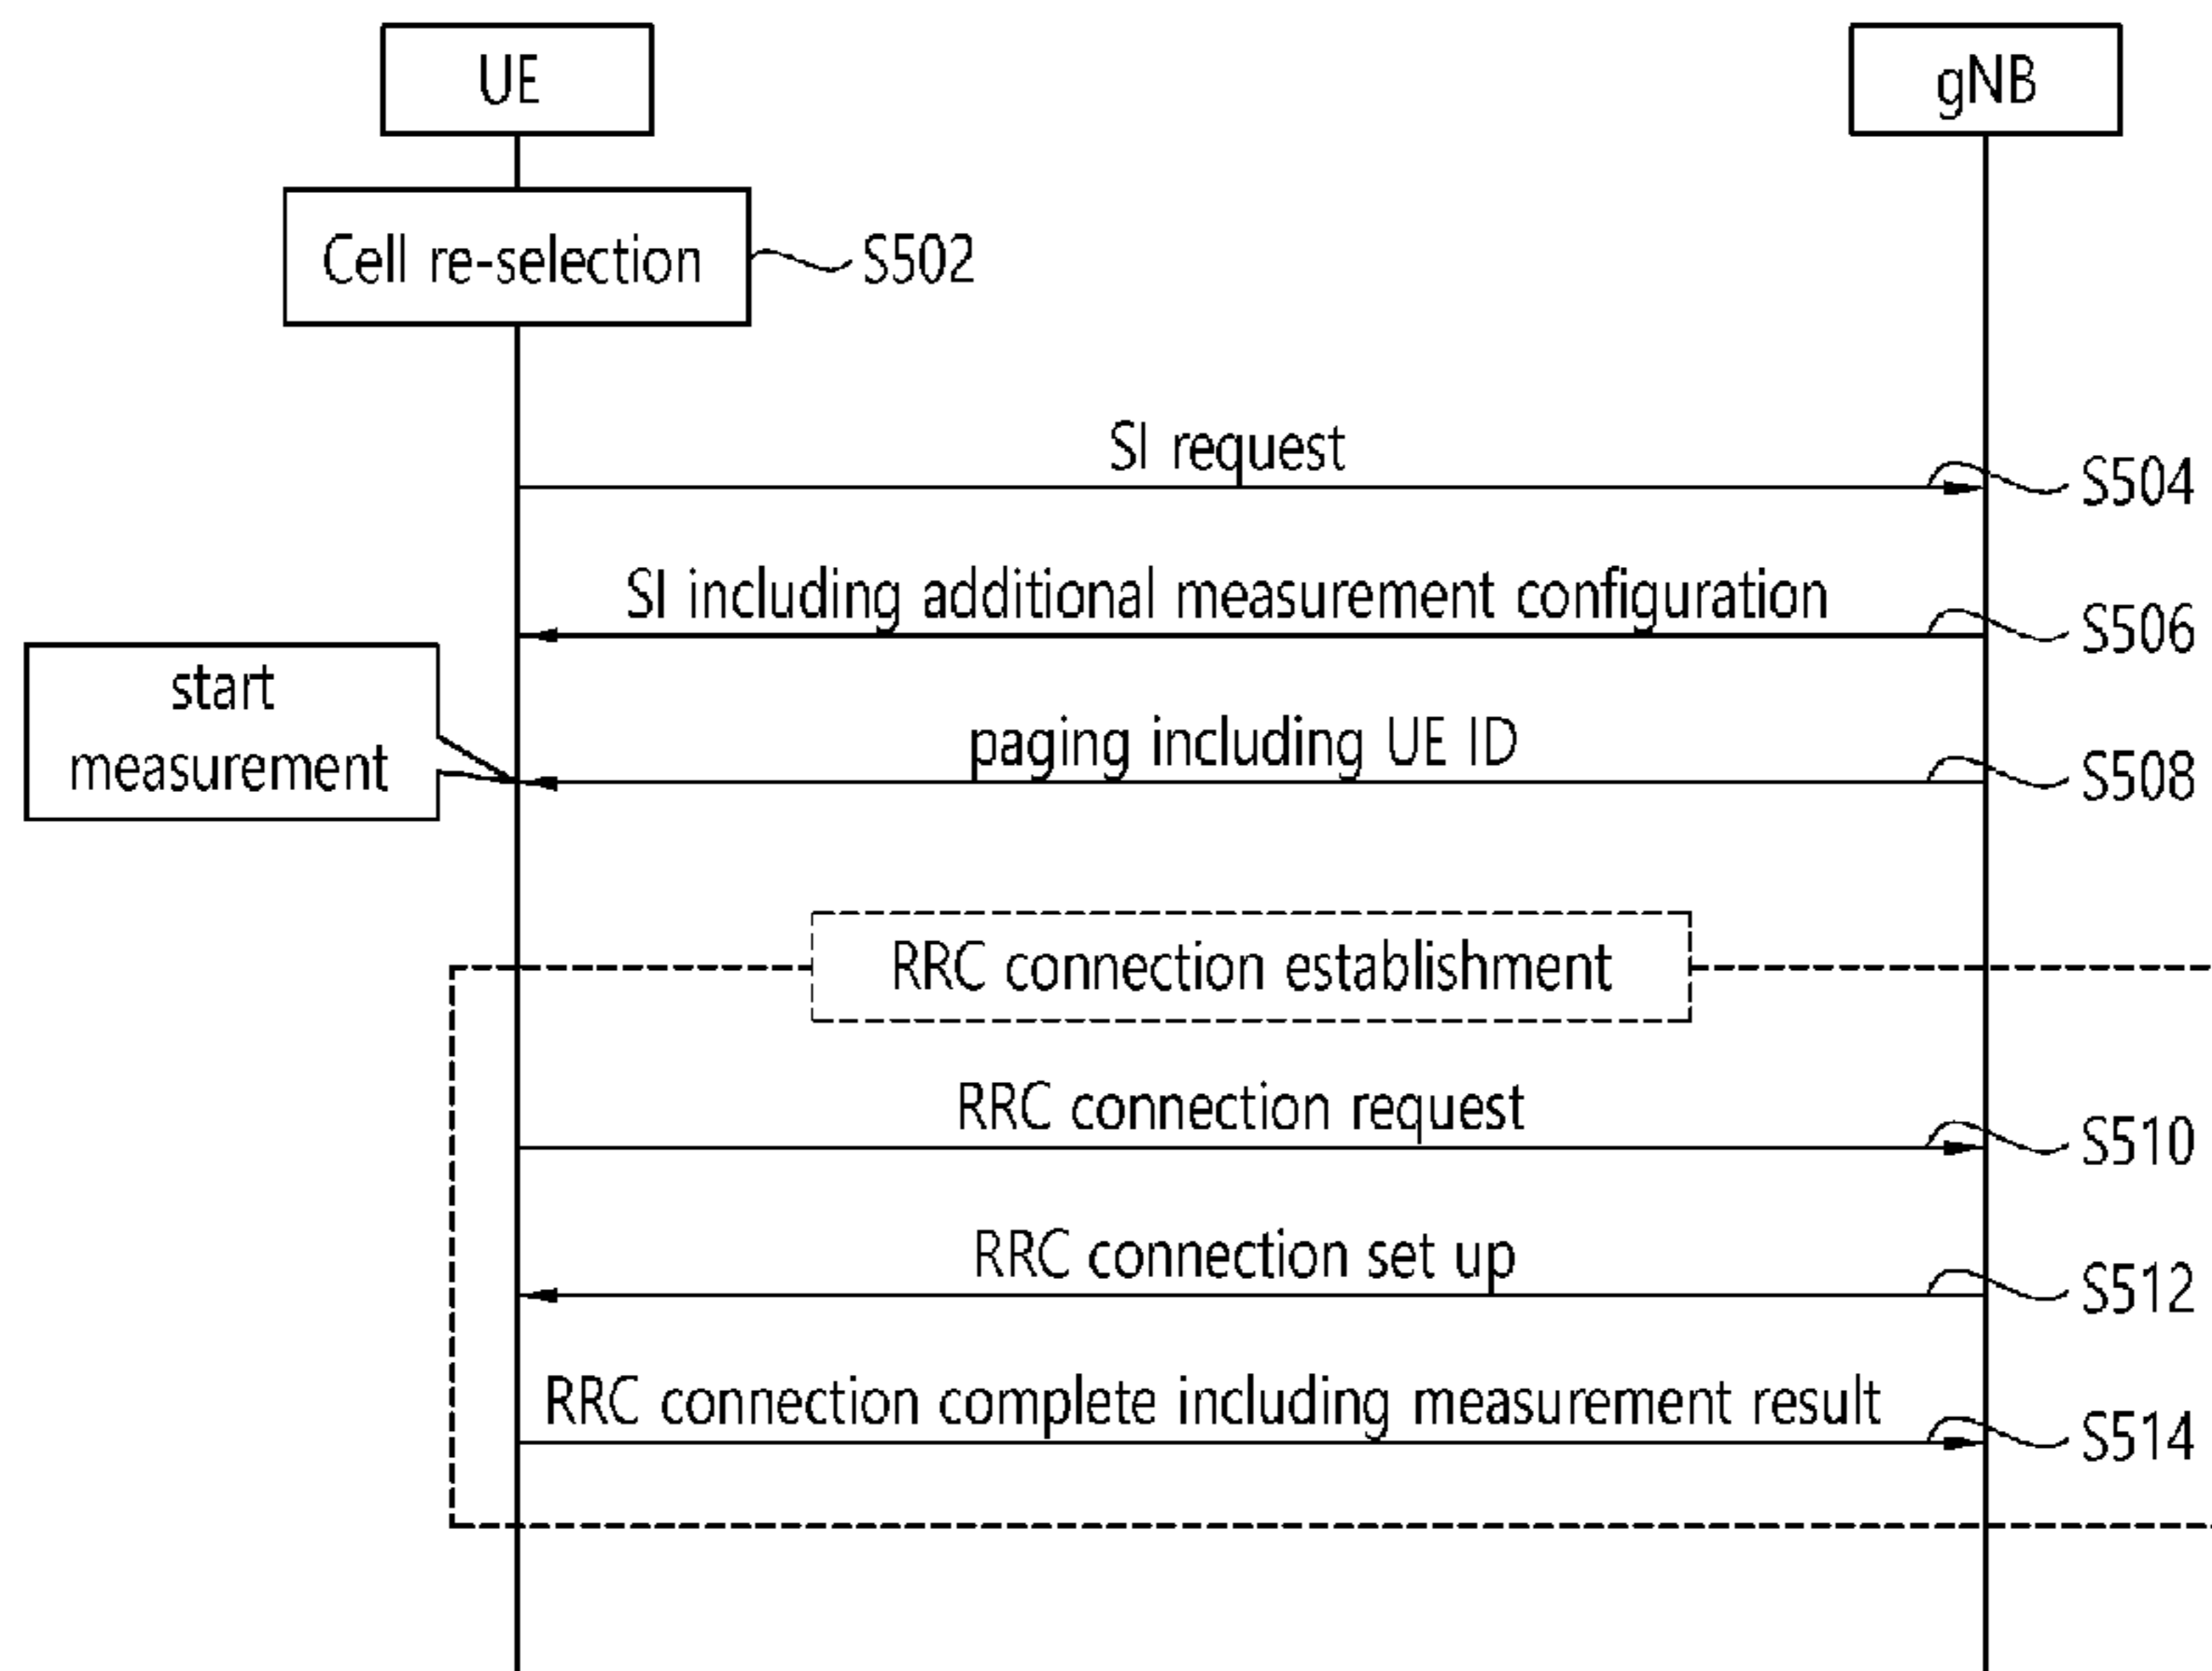 UE
gNB
Cell re-selection
S502
SI request
S504
SI including additional measurement configuration
S506
start
measurement
paging including UE ID
S508
RRC connection establishment
RRC connection request
S510
RRC connection set up
S512
RRC connection complete including measurement result
S514